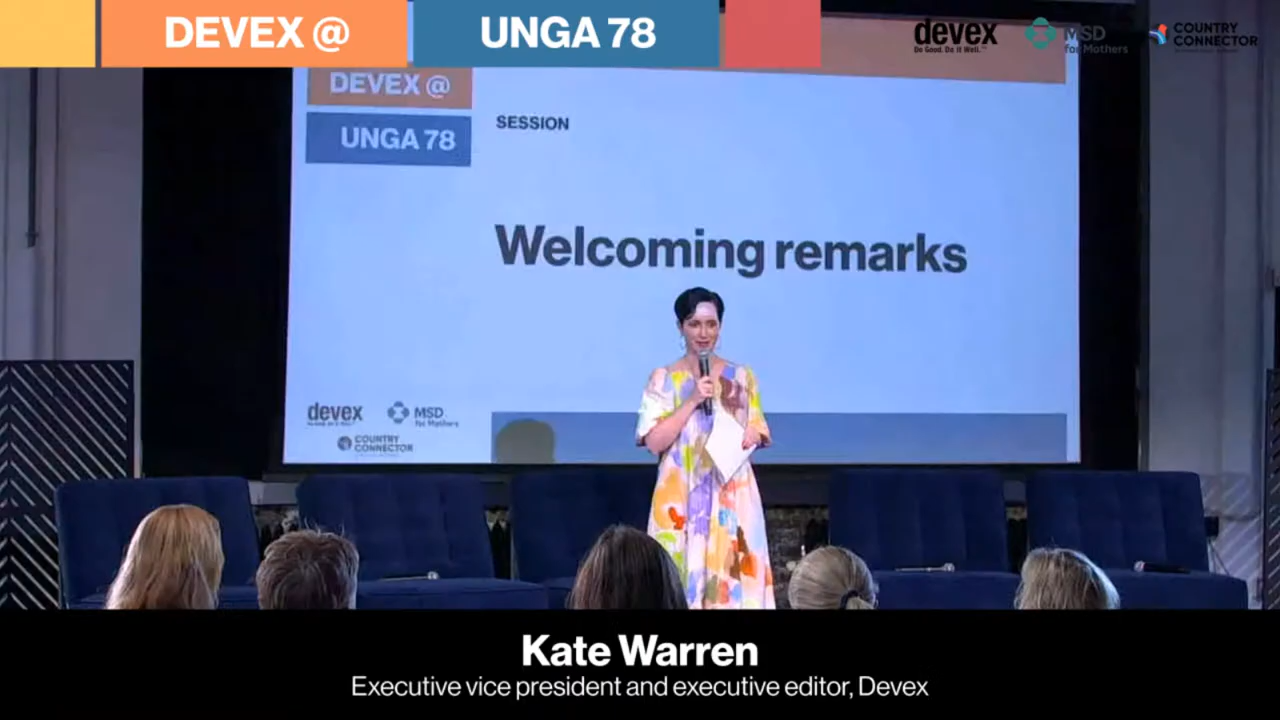 DEVEX @
UNGA 78
devex
Do Good. Do It Well.
MSD
for Mothers
COUNTRY
CONNECTOR
DEVEX @
UNGA 78
SESSION
Welcoming remarks
devex
MSD
for Mothers
COUNTRY
CONNECTOR
Kate Warren
Executive vice president and executive editor, Devex